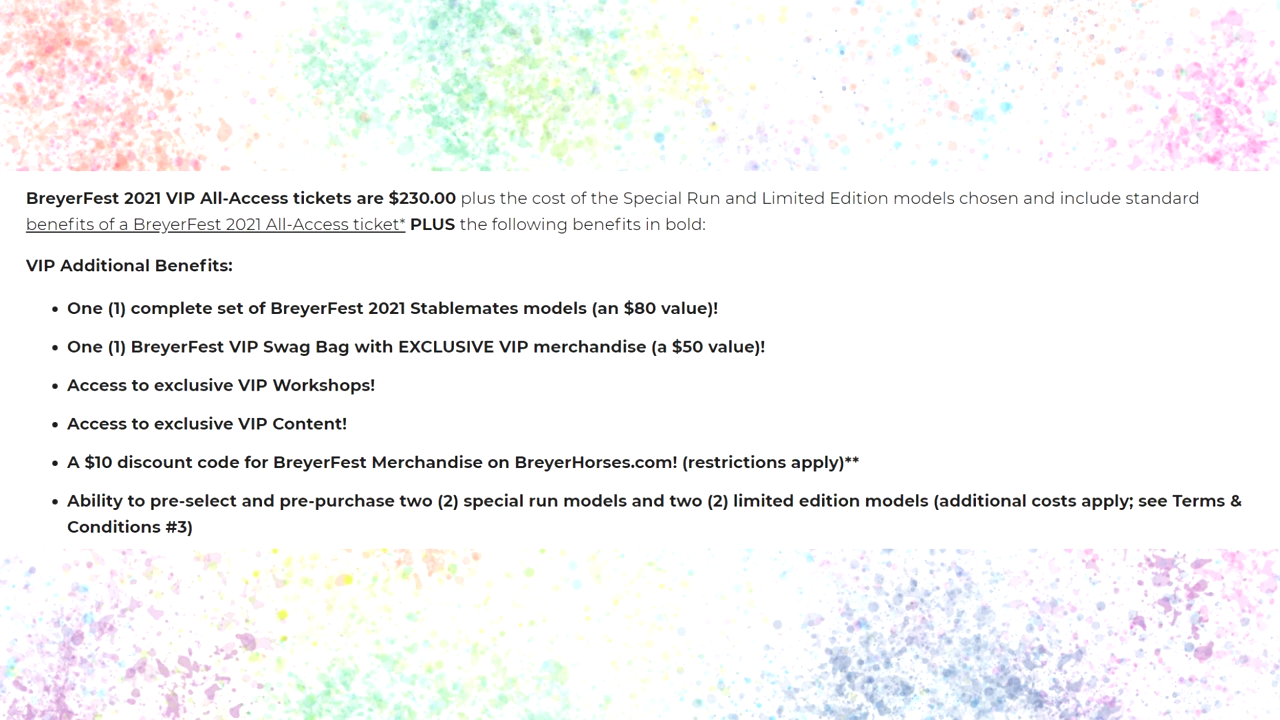 BreyerFest 2021 VIP All-Access tickets are $230.00 plus the cost of the Special Run and Limited Edition models chosen and include standard
benefits of a BreyerFest 2021 All-Access ticket* PLUS the following benefits in bold:
VIP Additional Benefits:
• One (1) complete set of BreyerFest 2021 Stablemates models (an $80 value)!
• One (1) BreyerFest VIP Swag Bag with EXCLUSIVE VIP merchandise (a $50 value)!
• Access to exclusive VIP Workshops!
• Access to exclusive VIP Content!
• A $10 discount code for BreyerFest Merchandise on BreyerHorses.com! (restrictions apply)**
• Ability to pre-select and pre-purchase two (2) special run models and two (2) limited edition models (additional costs apply; see Terms &
Conditions #3)